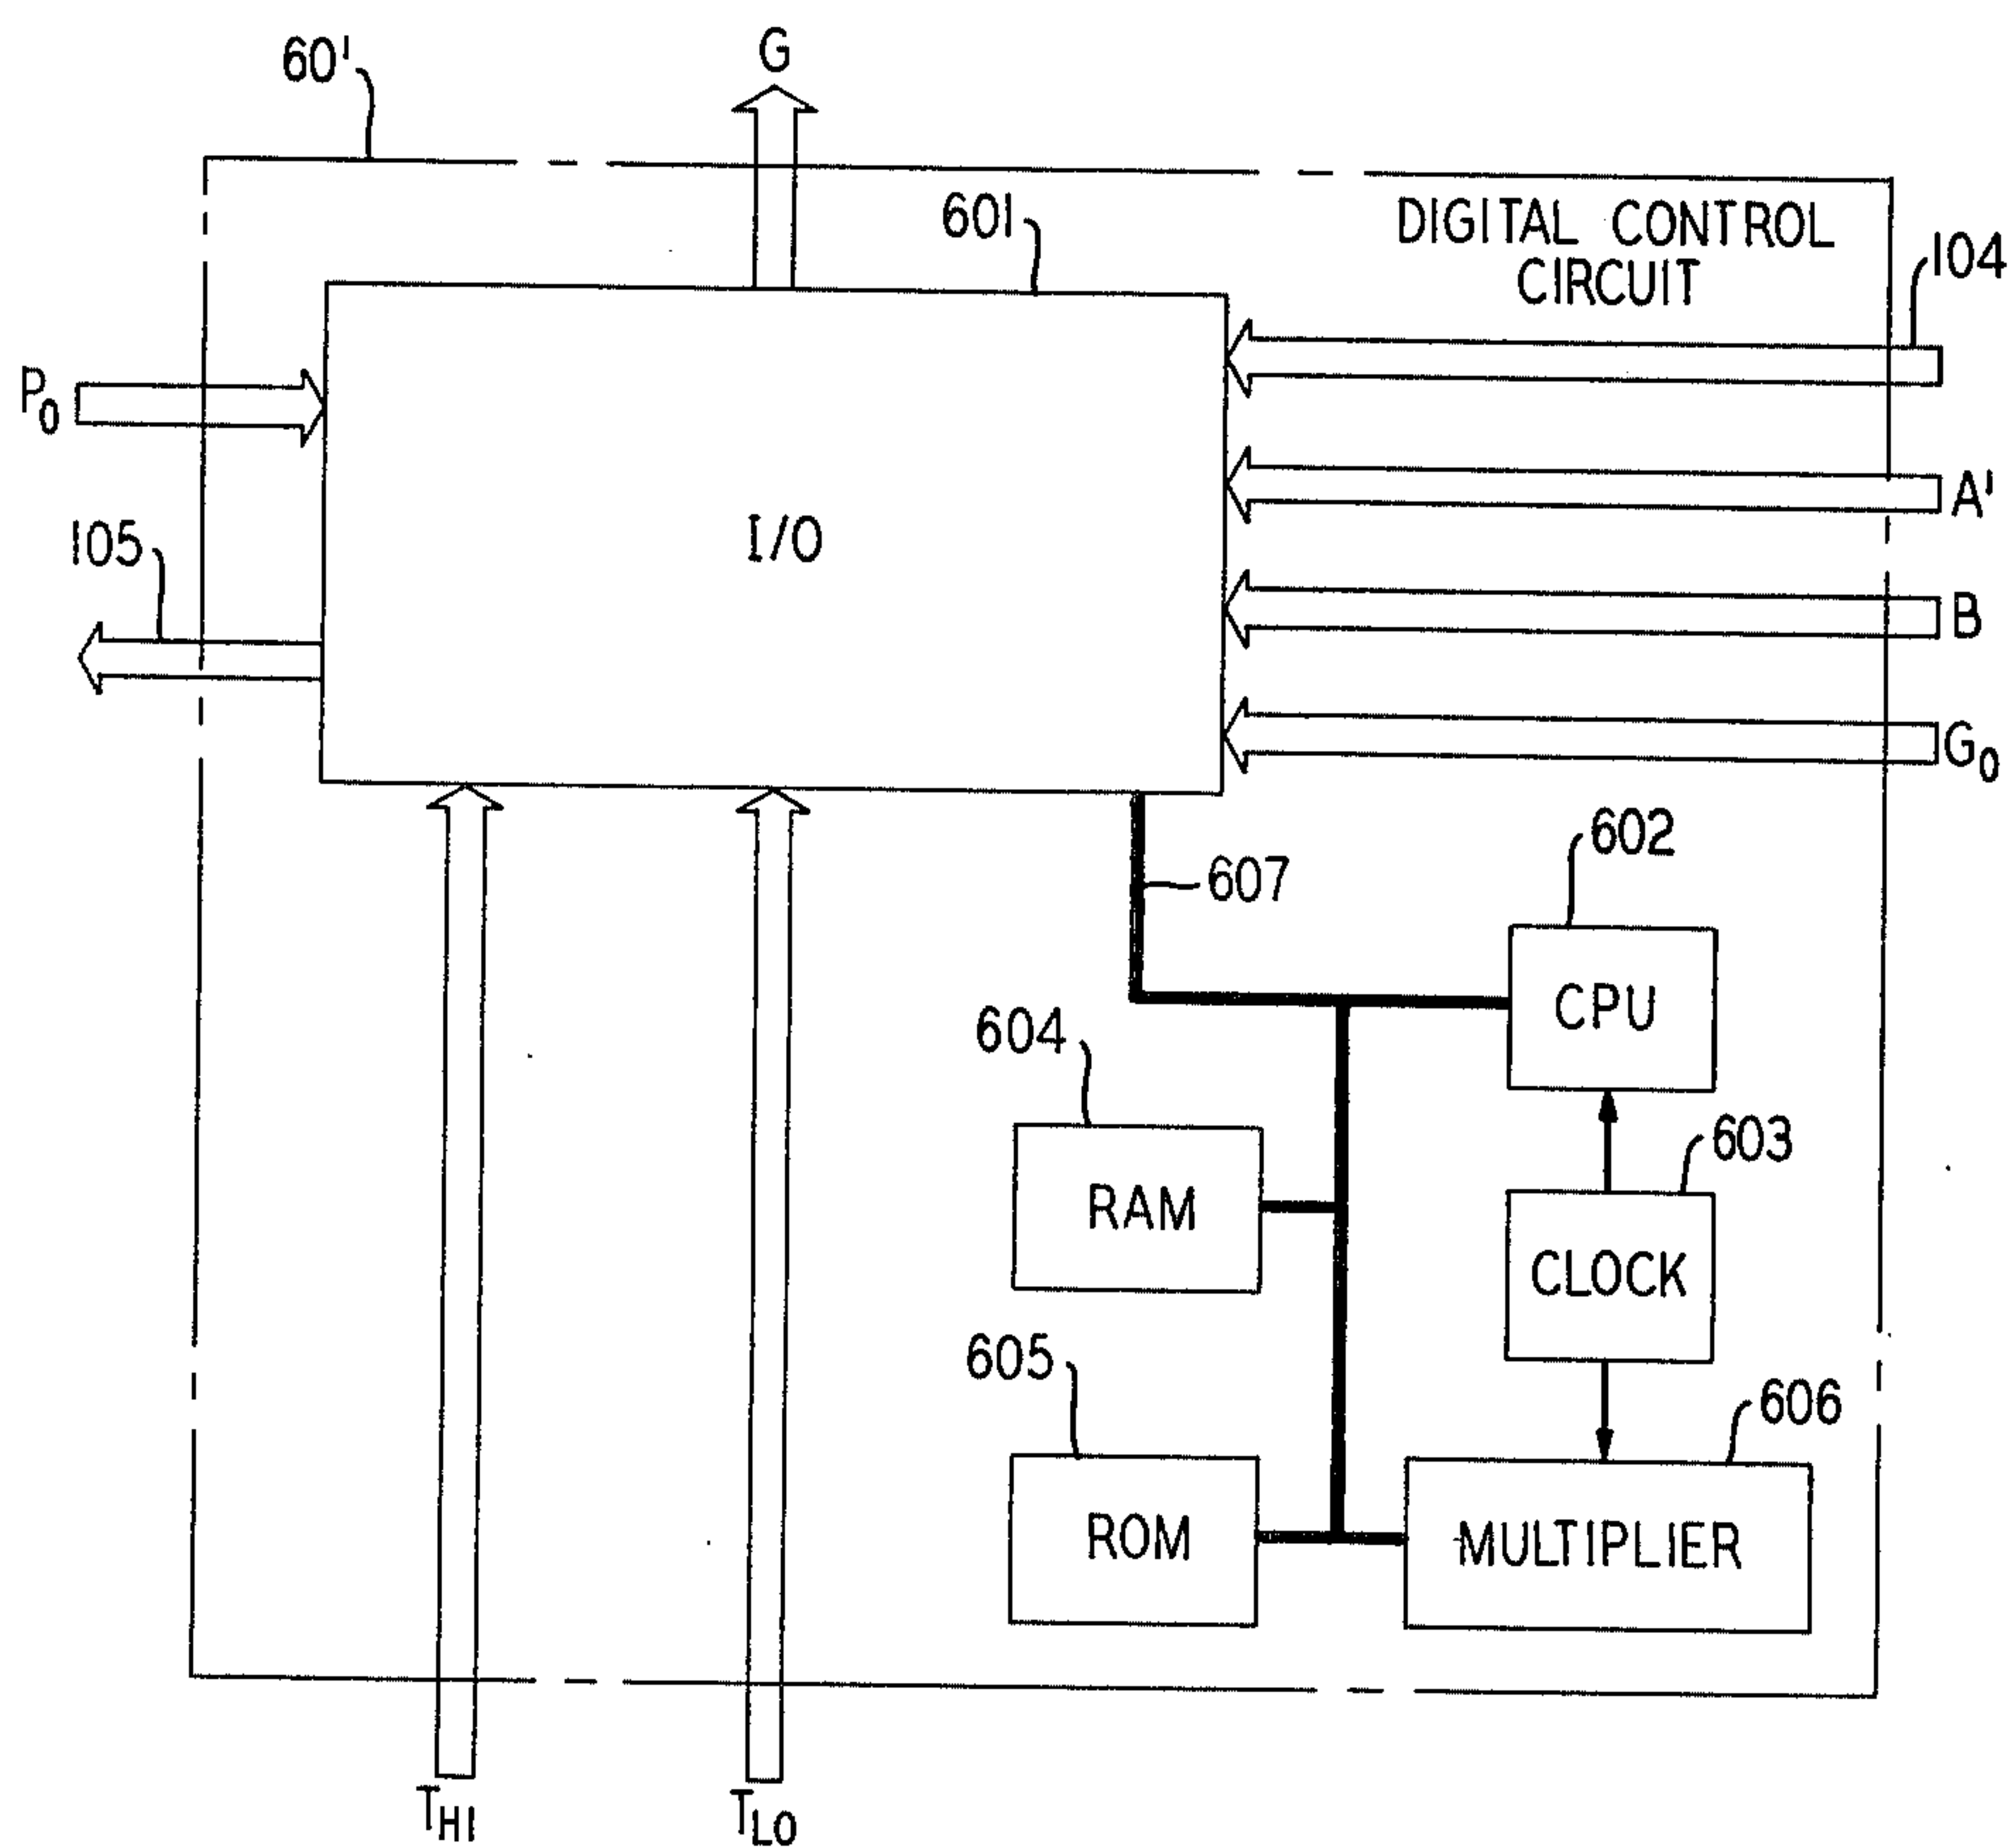 60'
G
601
DIGITAL CONTROL
CIRCUIT
104
P0
A'
I/O
105
B
G0
602
607
CPU
604
603
RAM
CLOCK
605
606
ROM
MULTIPLIER
THI
TLO